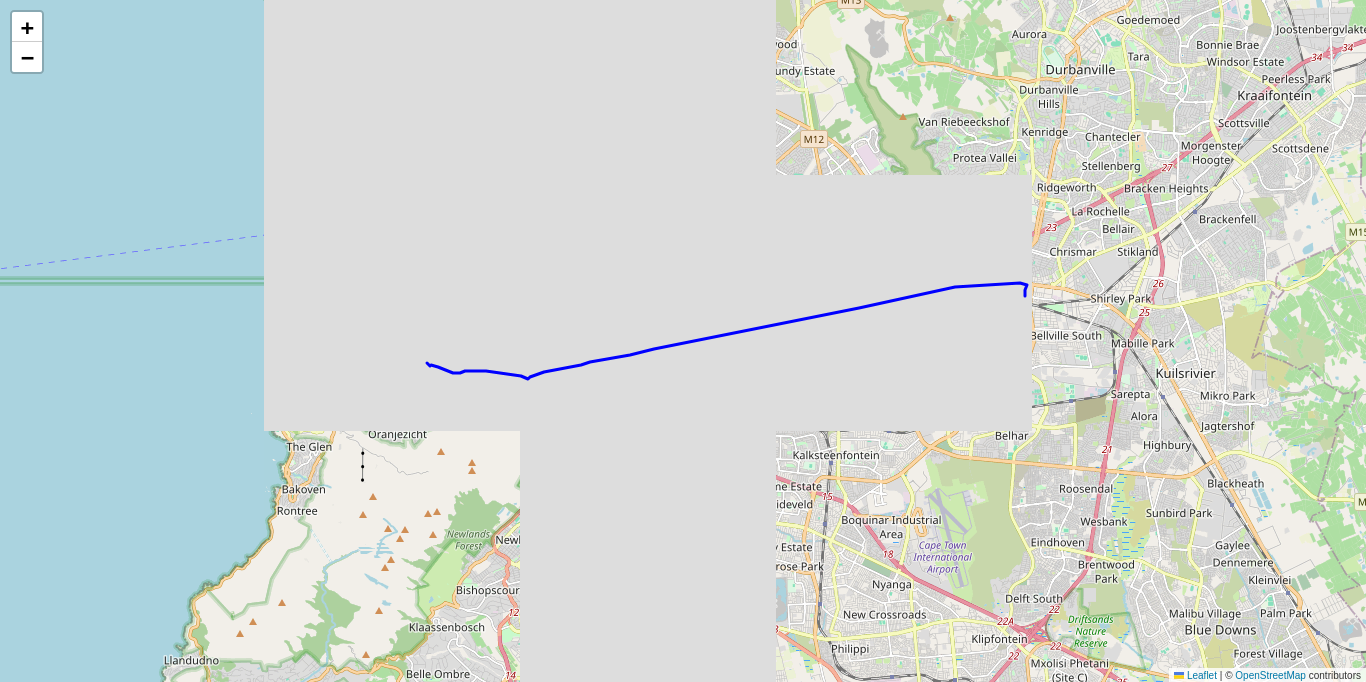 +
−
M13
Goedemoed
Aurora
Joostenbergvlakte
Bonnie Brae
34
34
ood
Tara
Windsor Estate
undy Estate
Durbanville
Peerless Park
Durbanville
Hills
Kraaifontein
Van Riebeeckshof
Scottsville
Kenridge
Chantecler
M12
Morgenster
Hoogte
Scottsdene
Protea Vallei
Stellenberg
27
Ridgeworth
Bracken Heights
La Rochelle
Brackenfell
23
Bellair
M15
Chrismar
Stikland
26
Shirley Park
25
Bellville South
Mabille Park
Kuilsrivier
Sarepta
Mikro Park
Alora
Jagtershof
Oranjezicht
Belhar
The Glen
Highbury
21
Kalksteenfontein
Bakoven
me Estate
15
Roosendal
Blackheath
Rontree
ideveld
Sunbird Park
Boquinar Industrial
Area
Wesbank
Newlands
Forest
Newl
y Estate
Cape Town
International
Airport
Eindhoven
Gaylee
18
rose Park
Brentwood
Park
Dennemere
Bishopscour
Nyanga
Kleinvlei
Delft South
12
New Crossroads
22
Malibu Village
Palm Park
22A
Driftsands
Nature
Reserve
Klaassenbosch
Blue Downs
Klipfontein
22
Philippi
22
Forest Village
Llandudno
Mxolisi Phetani
(Site C)
Belle Ombre
14
M
Leaflet | © OpenStreetMap contributors